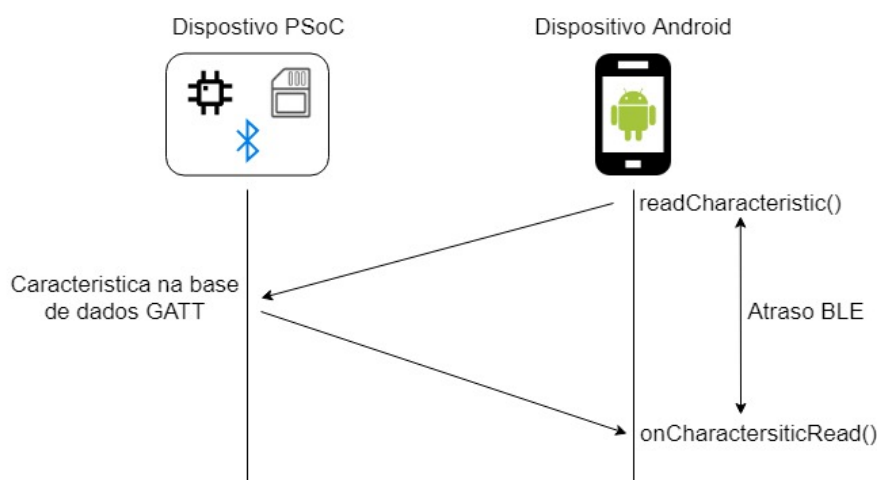 Dispostivo PSoC
Dispositivo Android
readCharacteristic()
Caracteristica na base
de dados GATT
Atraso BLE
onCharactersiticRead()